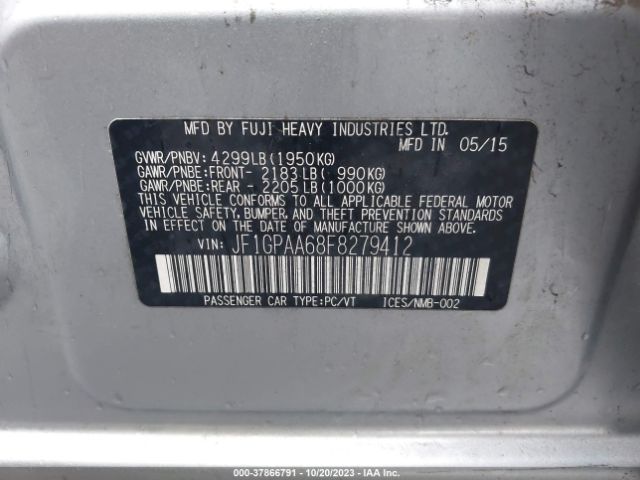 MFD BY FUJI HEAVY INDUSTRIES LTD.
MFD IN 05/15
GVWR/PNBV: 4299LB(1950KG)
GAWR/PNBE:FRONT- 2183 LB( 990KG)
GAWR/PNBE:REAR - 2205 LB(1000KG)
THIS VEHICLE CONFORMS TO ALL APPLICABLE FEDERAL MOTOR
VEHICLE SAFETY, BUMPER, AND THEFT PREVENTION STANDARDS
IN EFFECT ON THE DATE OF MANUFACTURE SHOWN ABOVE.
VIN: JF1GPAA68F8279412
PASSENGER CAR TYPE:PC/VT ICES/NMB-002
000-37866791 - 10/20/2023 - IAA Inc.